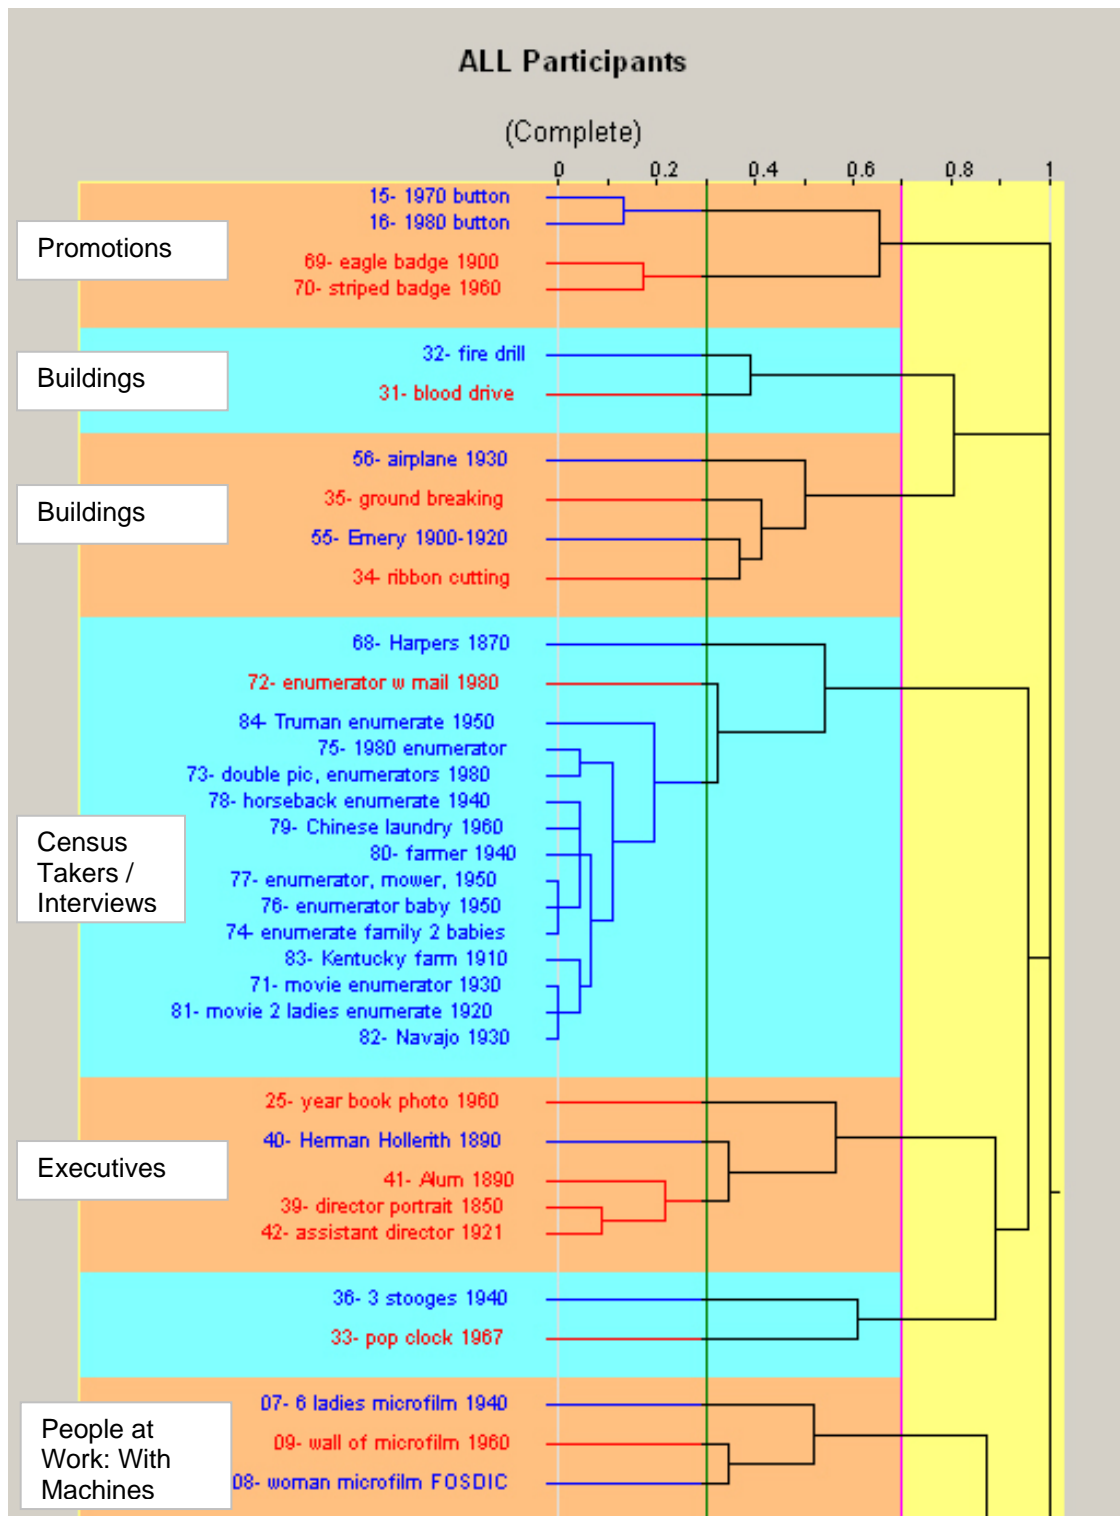 ALL Participants
(Complete)
0 0.2 0.4 0.6 0.8 1
15- 1970 button
16- 1980 button
Promotions
69- eagle badge 1900
70- striped badge 1960
32- fire drill
Buildings
31- blood drive
56- airplane 1930
35- ground breaking
Buildings
55- Emery 1900-1920
34- ribbon cutting
68- Harpers 1870
72- enumerator w mail 1980
84- Truman enumerate 1950
75- 1980 enumerator
73- double pic, enumerators 1980
78- horseback enumerate 1940
79- Chinese laundry 1960
80- farmer 1940
Census
Takers /
Interviews
77- enumerator, mower, 1950
76- enumerator baby 1950
74- enumerate family 2 babies
83- Kentucky farm 1910
71- movie enumerator 1930
81- movie 2 ladies enumerate 1920
82- Navajo 1930
25- year book photo 1960
40- Herman Hollerith 1890
Executives
41- Alum 1890
39- director portrait 1850
42- assistant director 1921
36- 3 stooges 1940
33- pop clock 1967
07- 6 ladies microfilm 1940
People at
Work: With
Machines
09- wall of microfilm 1960
08- woman microfilm FOSDIC